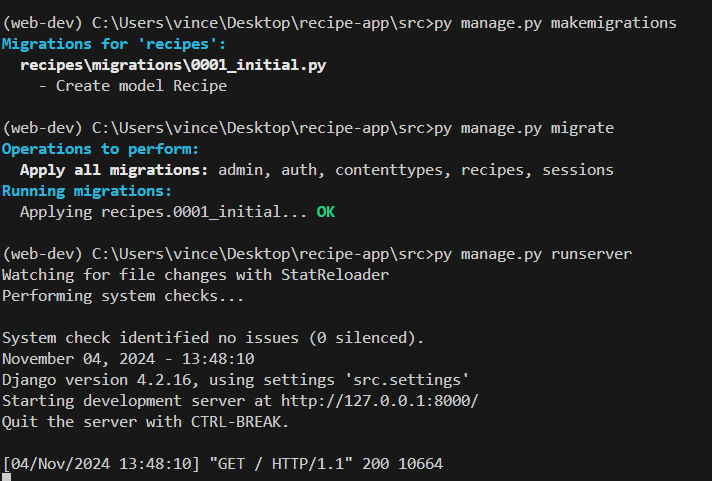 (web-dev) C:\Users\vince\Desktop\recipe-app\src>py manage.py makemigrations
Migrations for 'recipes':
  recipes\migrations\0001_initial.py
    - Create model Recipe
(web-dev) C:\Users\vince\Desktop\recipe-app\src>py manage.py migrate
Operations to perform:
  Apply all migrations: admin, auth, contenttypes, recipes, sessions
Running migrations:
  Applying recipes.0001_initial... OK
(web-dev) C:\Users\vince\Desktop\recipe-app\src>py manage.py runserver
Watching for file changes with StatReloader
Performing system checks...
System check identified no issues (0 silenced).
November 04, 2024 - 13:48:10
Django version 4.2.16, using settings 'src.settings'
Starting development server at http://127.0.0.1:8000/
Quit the server with CTRL-BREAK.
[04/Nov/2024 13:48:10] "GET / HTTP/1.1" 200 10664